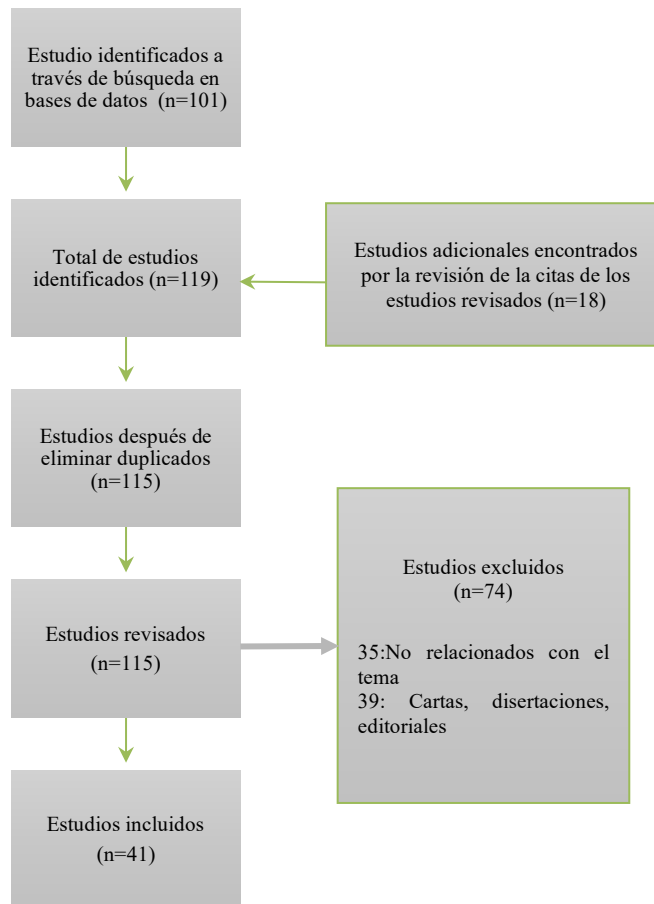 Estudio identificados a
través de búsqueda en
bases de datos (n=101)
Total de estudios
identificados (n=119)
Estudios adicionales encontrados
por la revisión de la citas de los
estudios revisados (n=18)
Estudios después de
eliminar duplicados
(n=115)
Estudios revisados
(n=115)
Estudios excluidos
(n=74)
35:No relacionados con el
tema
39: Cartas, disertaciones,
editoriales
Estudios incluidos
(n=41)